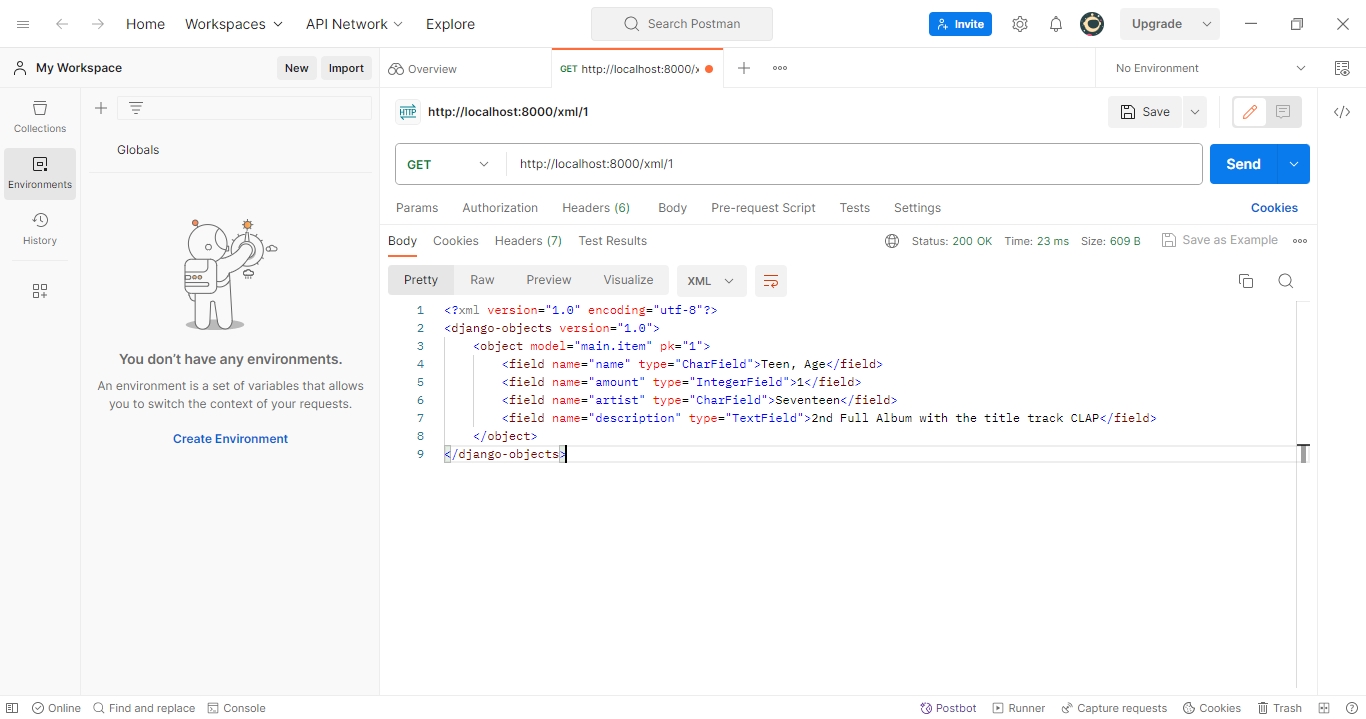 Home Workspaces API Network Explore Search Postman Invite Upgrade
My Workspace New Import Overview GET http://localhost:8000/x No Environment
Collections
Environments
History
Globals
You don't have any environments.
An environment is a set of variables that allows
you to switch the context of your requests.
Create Environment
HTTP http://localhost:8000/xml/1 Save
GET http://localhost:8000/xml/1 Send
Params Authorization Headers (6) Body Pre-request Script Tests Settings Cookies
Body Cookies Headers (7) Test Results Status: 200 OK Time: 23 ms Size: 609 B Save as Example
Pretty Raw Preview Visualize XML
1 <?xml version="1.0" encoding="utf-8"?>
2 <django-objects version="1.0">
3 <object model="main.item" pk="1">
4 <field name="name" type="CharField">Teen, Age</field>
5 <field name="amount" type="IntegerField">1</field>
6 <field name="artist" type="CharField">Seventeen</field>
7 <field name="description" type="TextField">2nd Full Album with the title track CLAP</field>
8 </object>
9 </django-objects>
Online Find and replace Console Postbot Runner Capture requests Cookies Trash